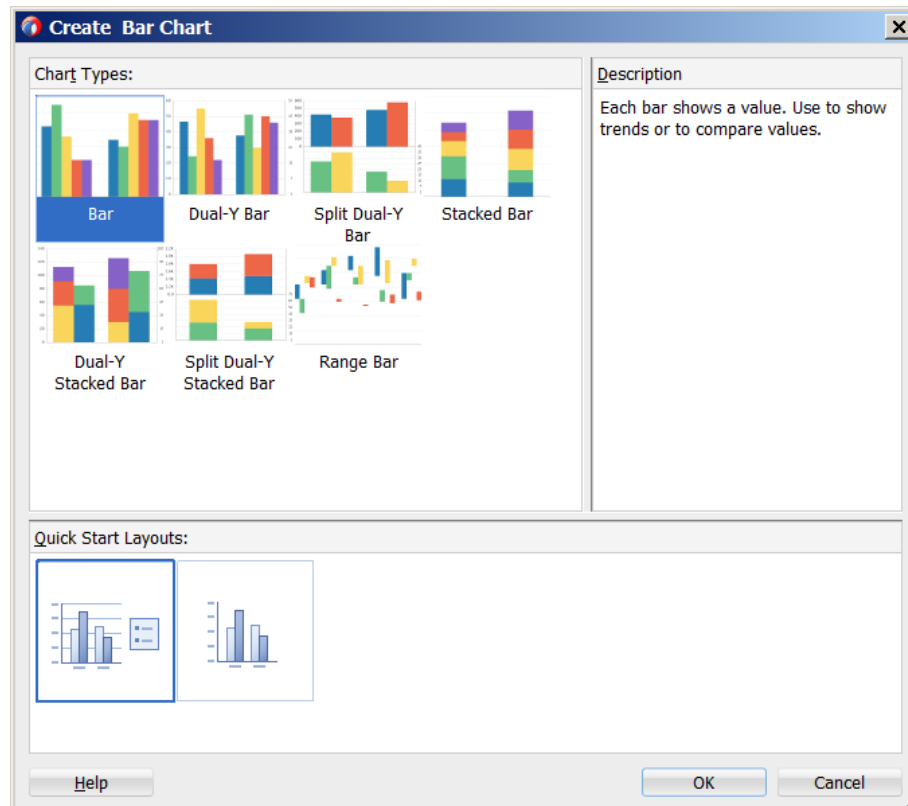 Create Bar Chart
Chart Types:
Description
Each bar shows a value. Use to show
trends or to compare values.
Bar
Dual-Y Bar
Split Dual-Y
Bar
Stacked Bar
Dual-Y
Stacked Bar
Split Dual-Y
Stacked Bar
Range Bar
Quick Start Layouts:
Help
OK
Cancel